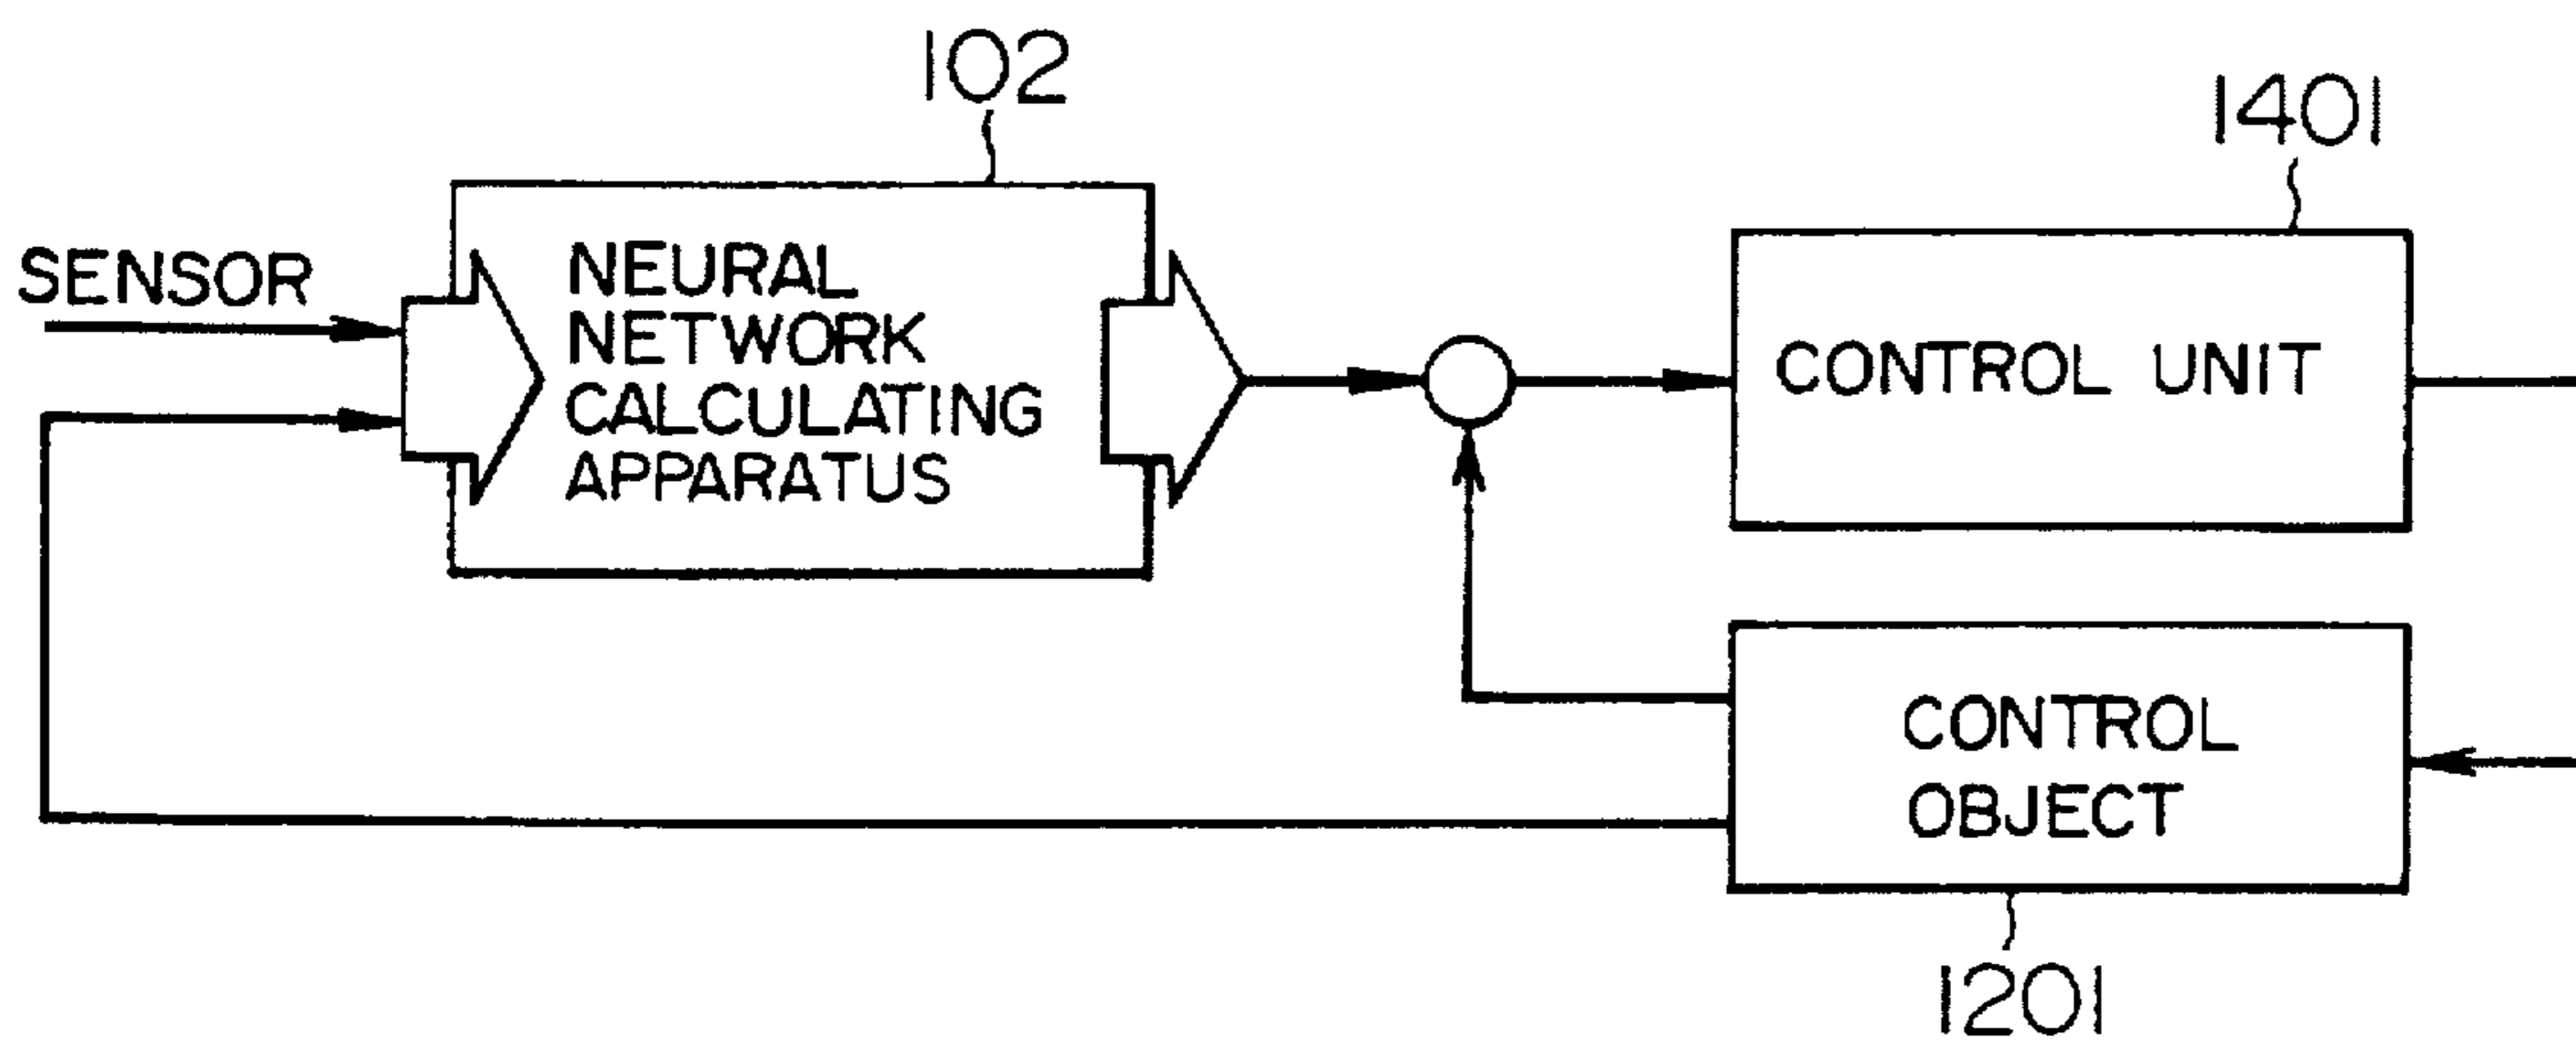 102
1401
SENSOR
NEURAL
NETWORK
CALCULATING
APPARATUS
CONTROL UNIT
CONTROL
OBJECT
1201